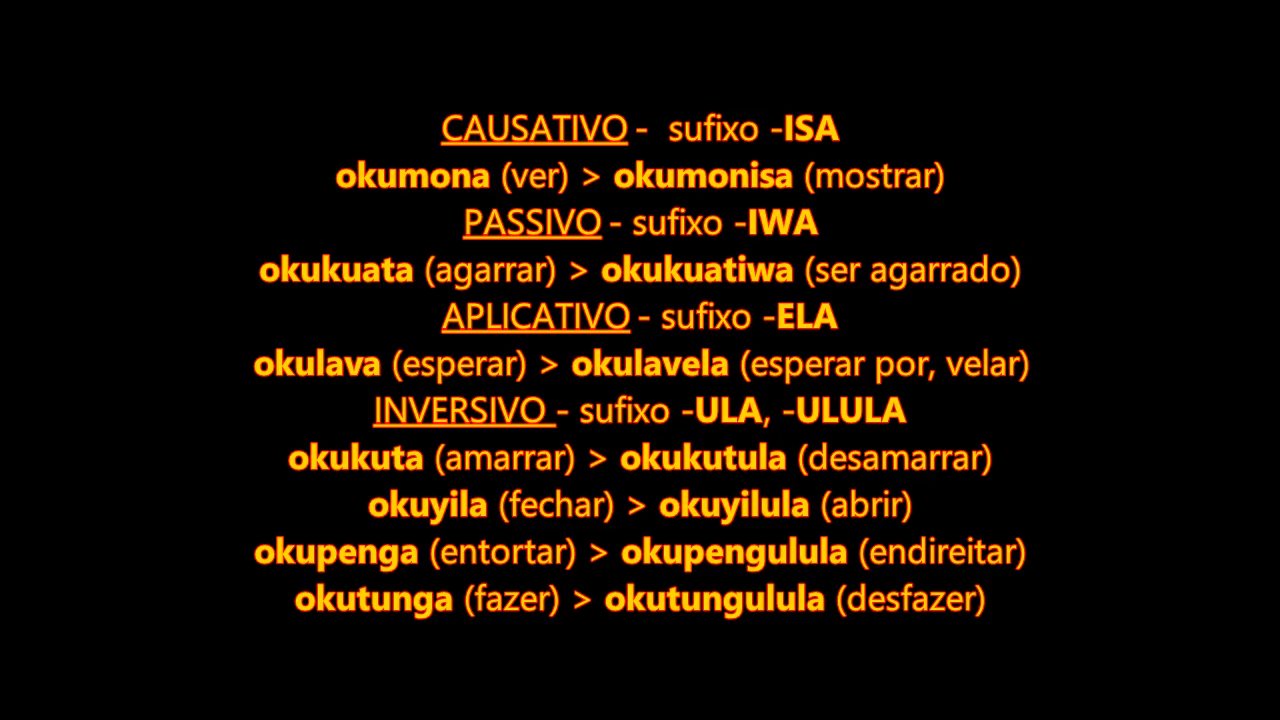 CAUSATIVO - sufixo -ISA
okumona (ver) > okumonisa (mostrar)
PASSIVO - sufixo -IWA
okukuata (agarrar) > okukuatiwa (ser agarrado)
APLICATIVO - sufixo -ELA
okulava (esperar) > okulavela (esperar por, velar)
INVERSIVO - sufixo -ULA, -ULULA
okukuta (amarrar) > okukutula (desamarrar)
okuyila (fechar) > okuyilula (abrir)
okupenga (entortar) > okupengulula (endireitar)
okutunga (fazer) > okutungulula (desfazer)